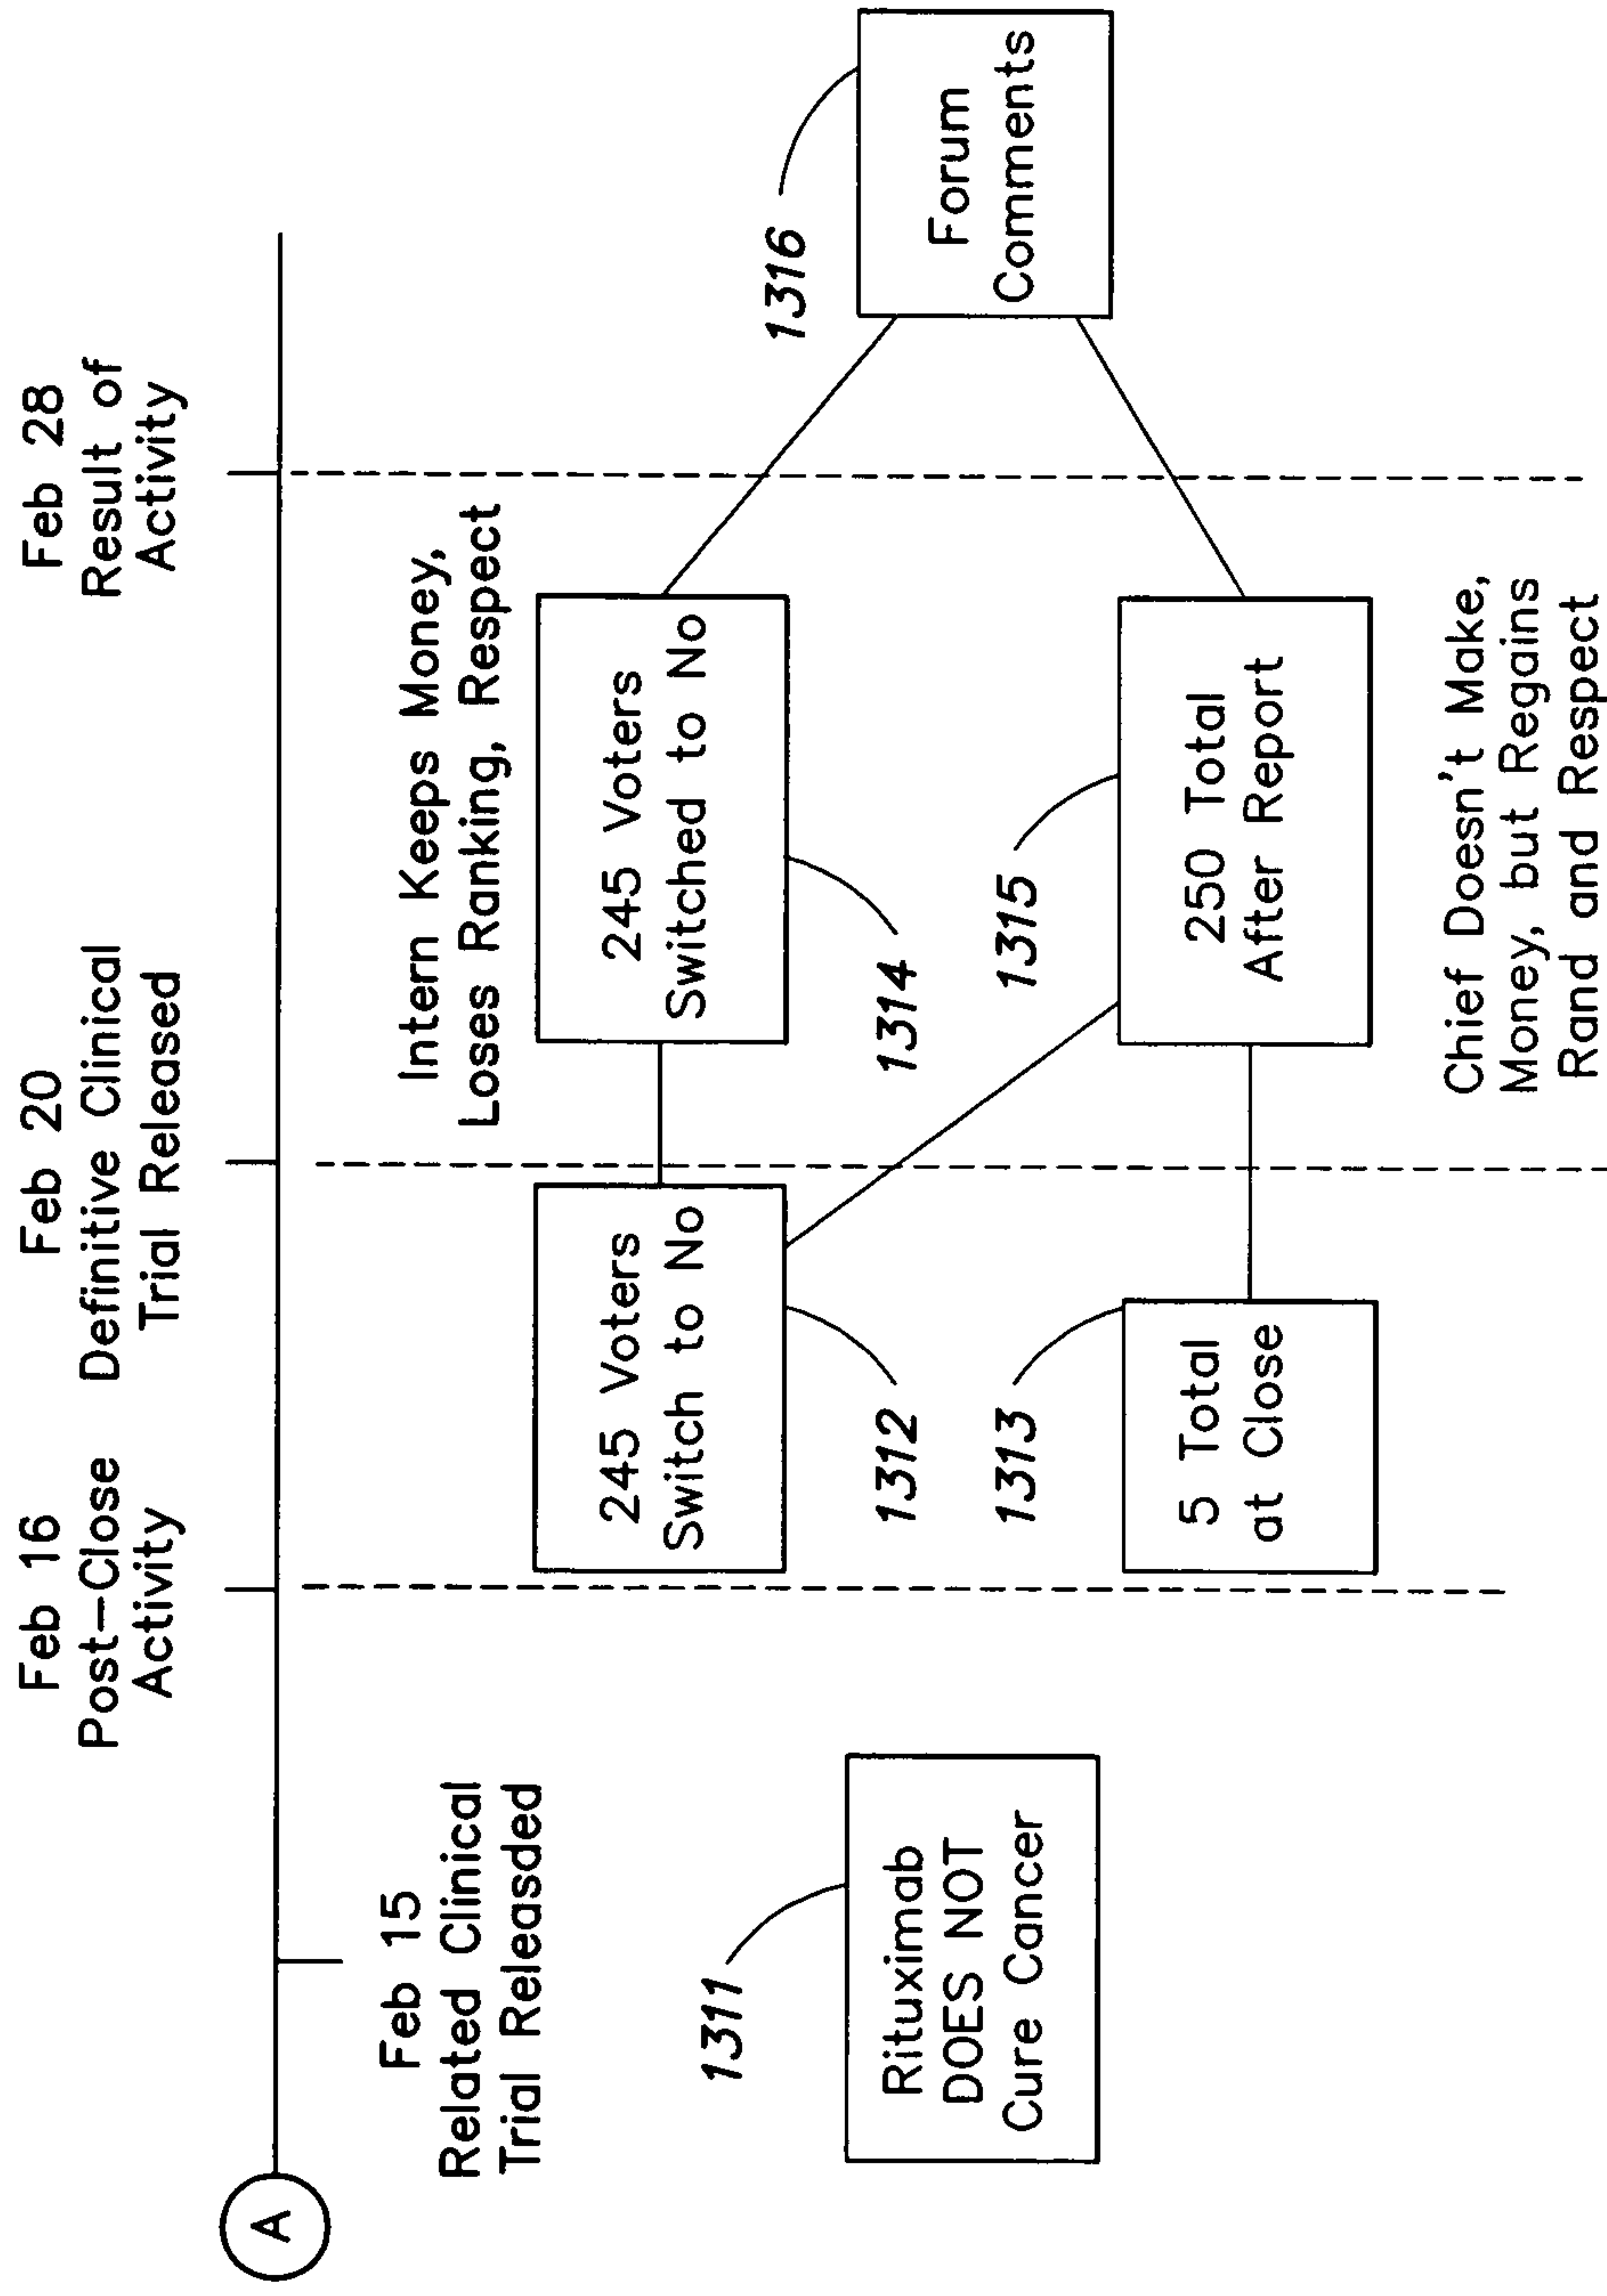 A
Feb 15
Related Clinical
Trial Releasded
Feb 16
Post-Close
Activity
Feb 20
Definitive Clinical
Trial Released
Feb 28
Result of
Activity
1311
Rituximab
DOES NOT
Cure Cancer
245 Voters
Switch to No
1312
1313
5 Total
at Close
Intern Keeps Money,
Loses Ranking, Respect
245 Voters
Switched to No
1314
1315
250 Total
After Report
Chief Doesn't Make,
Money, but Regains
Rand and Respect
1316
Forum
Comments